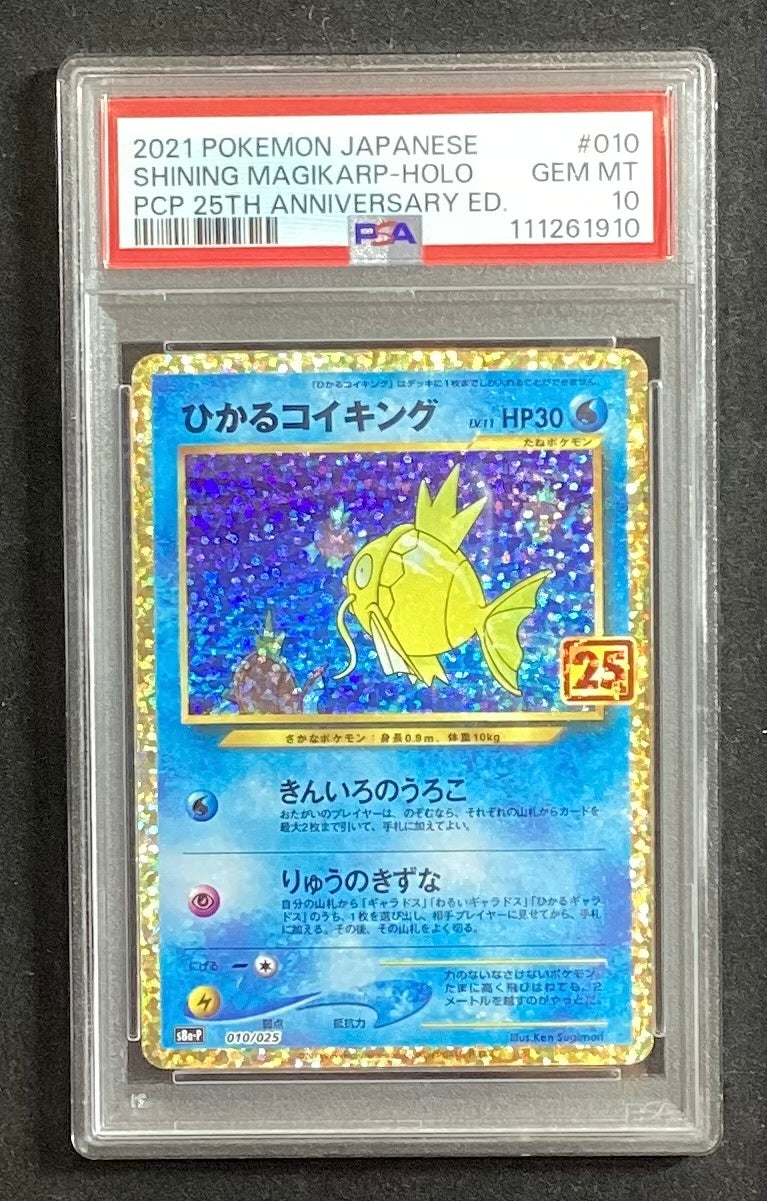 2021 POKEMON JAPANESE #010
SHINING MAGIKARP-HOLO GEM MT
PCP 25TH ANNIVERSARY ED. 10
PSA 111261910
「ひかるコイキング」はデッキに1枚までしか入れることができません。
ひかるコイキング LV.11 HP30
たねポケモン
25
さかなポケモン：身長0.9m、体重10kg
きんいろのうろこ
おたがいのプレイヤーは、のぞむなら、それぞれの山札からカードを
最大2枚まで引いて、手札に加えてよい。
りゅうのきずな
自分の山札から「ギャラドス」「わるいギャラドス」「ひかるギャラ
ドス」のうち、1枚を選び出し、相手プレイヤーに見せてから、手札
に加える。その後、その山札をよく切る。
にげる
力のないなさけないポケモン。
たまに高く飛びはねても、2
メートルを越すのがやっとだ。
弱点 抵抗力
s8a-P 010/025 Illus.Ken Sugimori